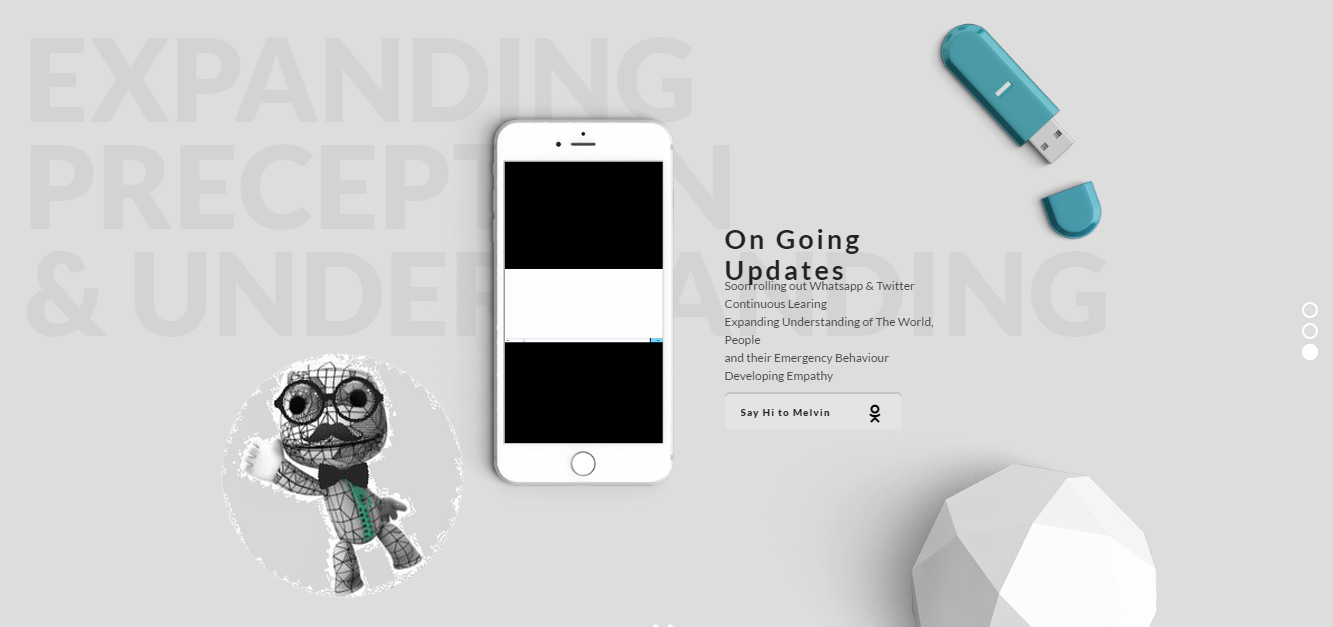 EXPANDING
PRECEPTION
& UNDERSTANDING
On Going
Updates
Soon rolling out Whatsapp & Twitter
Continuous Learing
Expanding Understanding of The World,
People
and their Emergency Behaviour
Developing Empathy
Say Hi to Melvin